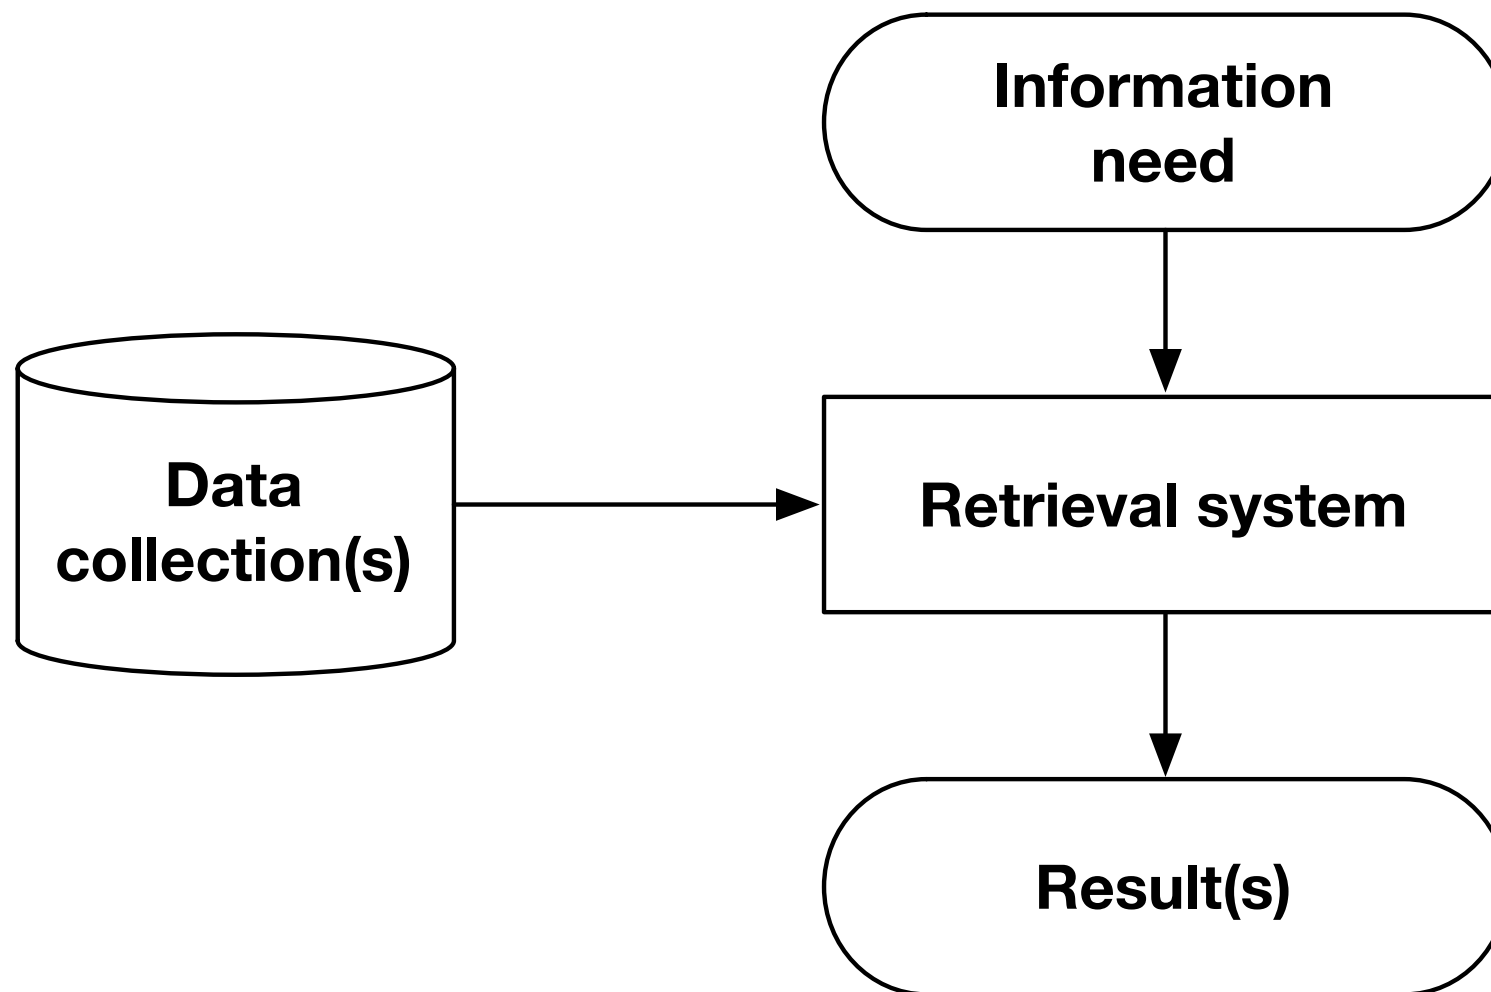 Information
need
Data
collection(s)
Retrieval system
Result(s)